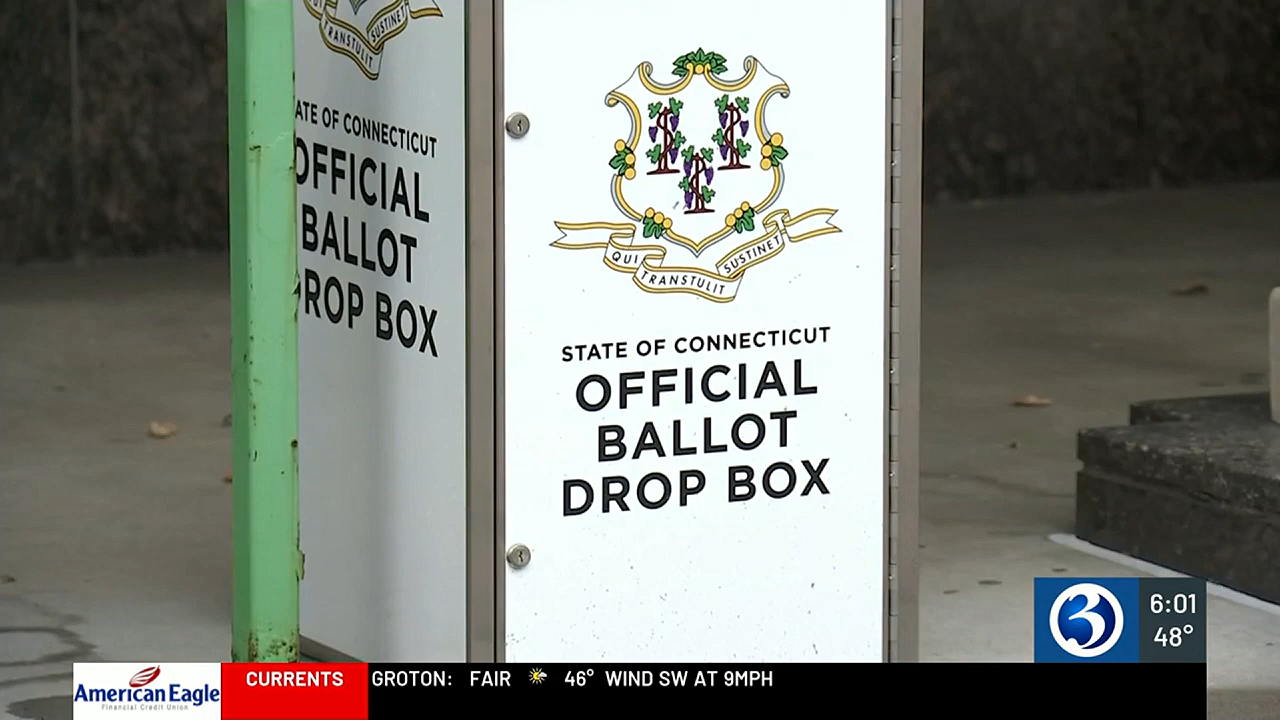 QUI
TRANSTULIT
SUSTINET
ATE OF CONNECTICUT
OFFICIAL
BALLOT
DROP BOX
QUI
TRANSTULIT
SUSTINET
STATE OF CONNECTICUT
OFFICIAL
BALLOT
DROP BOX
3
6:01
48°
American Eagle
Financial Credit Union
CURRENTS
GROTON: FAIR 46° WIND SW AT 9MPH